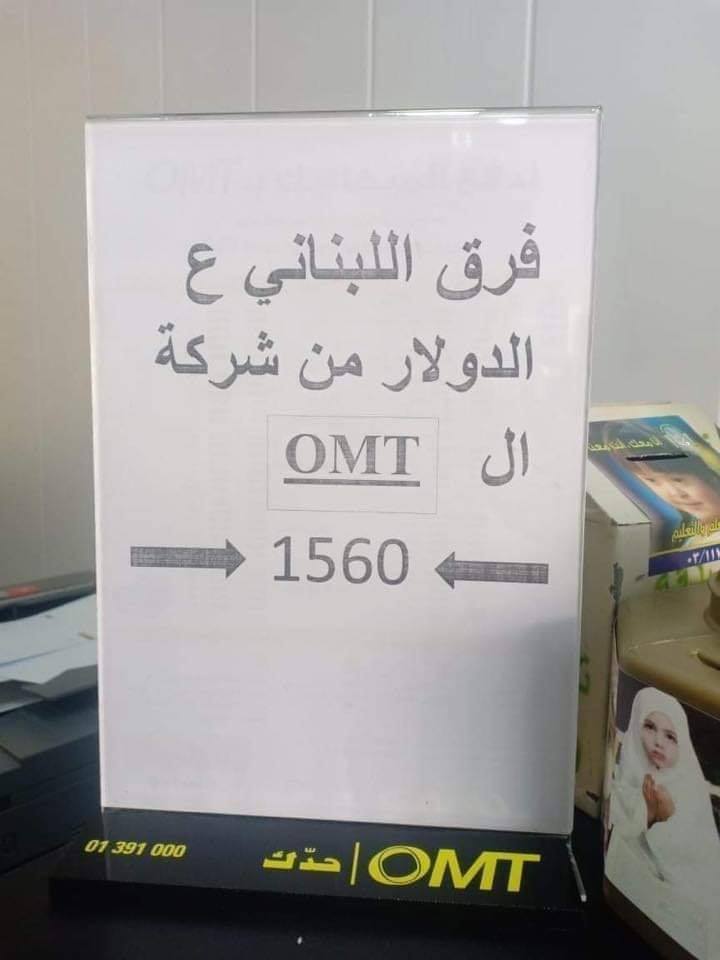 فرق اللبناني ع
الدولار من شركة
ال OMT
1560
01 391 000
OMT | حدّك